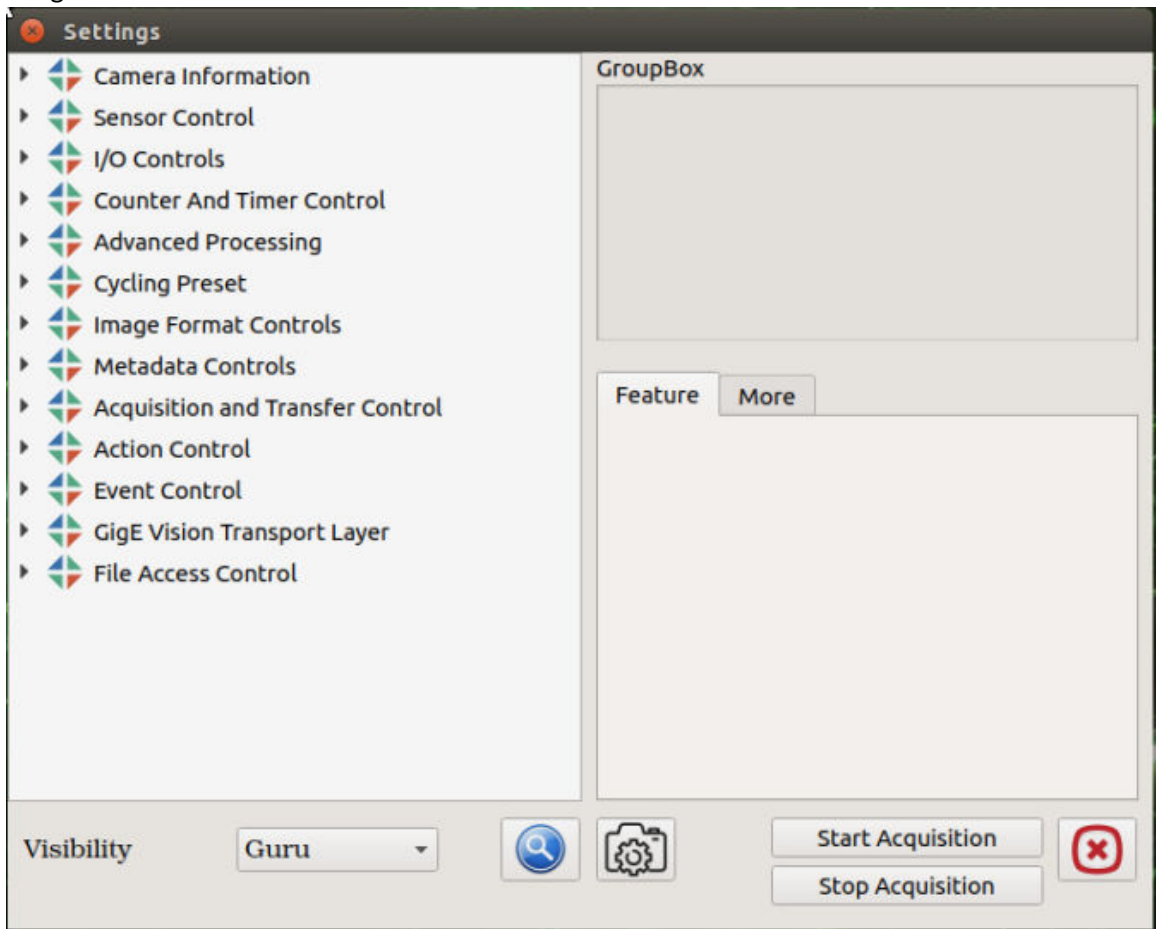 Settings
Camera Information
Sensor Control
I/O Controls
Counter And Timer Control
Advanced Processing
Cycling Preset
Image Format Controls
Metadata Controls
Acquisition and Transfer Control
Action Control
Event Control
GigE Vision Transport Layer
File Access Control
GroupBox
Feature More
Visibility Guru
Start Acquisition
Stop Acquisition